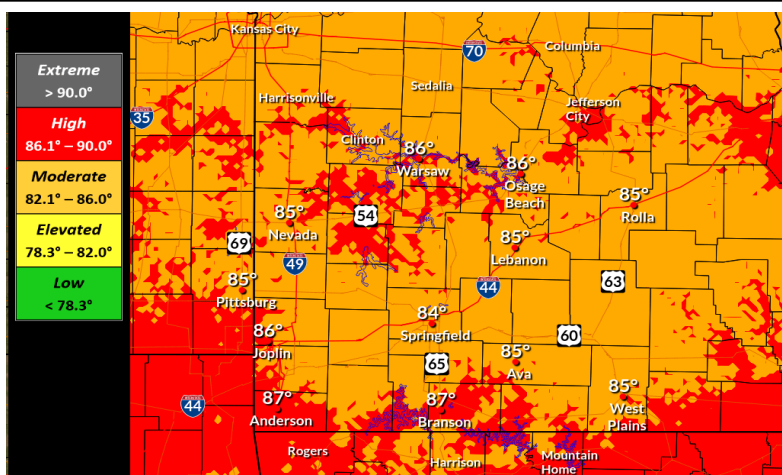 Extreme
> 90.0°
High
86.1° – 90.0°
Moderate
82.1° – 86.0°
Elevated
78.3° – 82.0°
Low
< 78.3°
Kansas City
70
Columbia
Sedalia
Harrisonville
Jefferson
City
35
Clinton
86°
Warsaw
86°
Osage
Beach
85°
Rolla
85°
Nevada
54
69
85°
Lebanon
49
44
63
85°
Pittsburg
84°
Springfield
86°
Joplin
60
65
85°
Ava
44
87°
Anderson
87°
Branson
85°
West
Plains
Rogers
Harrison
Mountain
Home